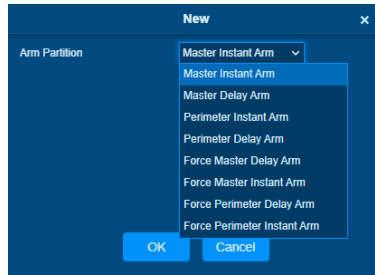 New
×
Arm Partition
Master Instant Arm
Master Instant Arm
Master Delay Arm
Perimeter Instant Arm
Perimeter Delay Arm
Force Master Delay Arm
Force Master Instant Arm
Force Perimeter Delay Arm
Force Perimeter Instant Arm
OK
Cancel